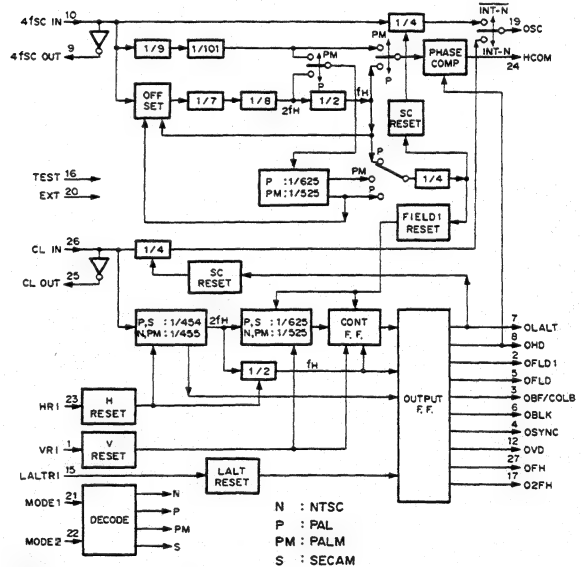 4fSC IN 10
4fSC OUT 9
1/9
1/101
1/4
INT-N
INT-N
19 OSC
PM
P
PM
P
PHASE COMP
HCOM
24
OFF SET
1/7
1/8
2fH
1/2
fH
SC RESET
P
P : 1/625
PM : 1/525
PM
P
1/4
TEST 16
EXT 20
FIELD1 RESET
CL IN 26
CL OUT 25
1/4
SC RESET
P,S : 1/454
N,PM : 1/455
2fH
P,S : 1/625
N,PM : 1/525
CONT F.F.
1/2
fH
OUTPUT F.F.
7 OLALT
8 OHD
2 OFLD1
5 OFLD
3 OBF/COLB
6 OBLK
4 OSYNC
12 OVD
27 OFH
17 O2FH
HRI 23
H RESET
VRI 1
V RESET
LALTRI 15
LALT RESET
MODE1 21
MODE2 22
DECODE
N
P
PM
S
N : NTSC
P : PAL
PM : PALM
S : SECAM